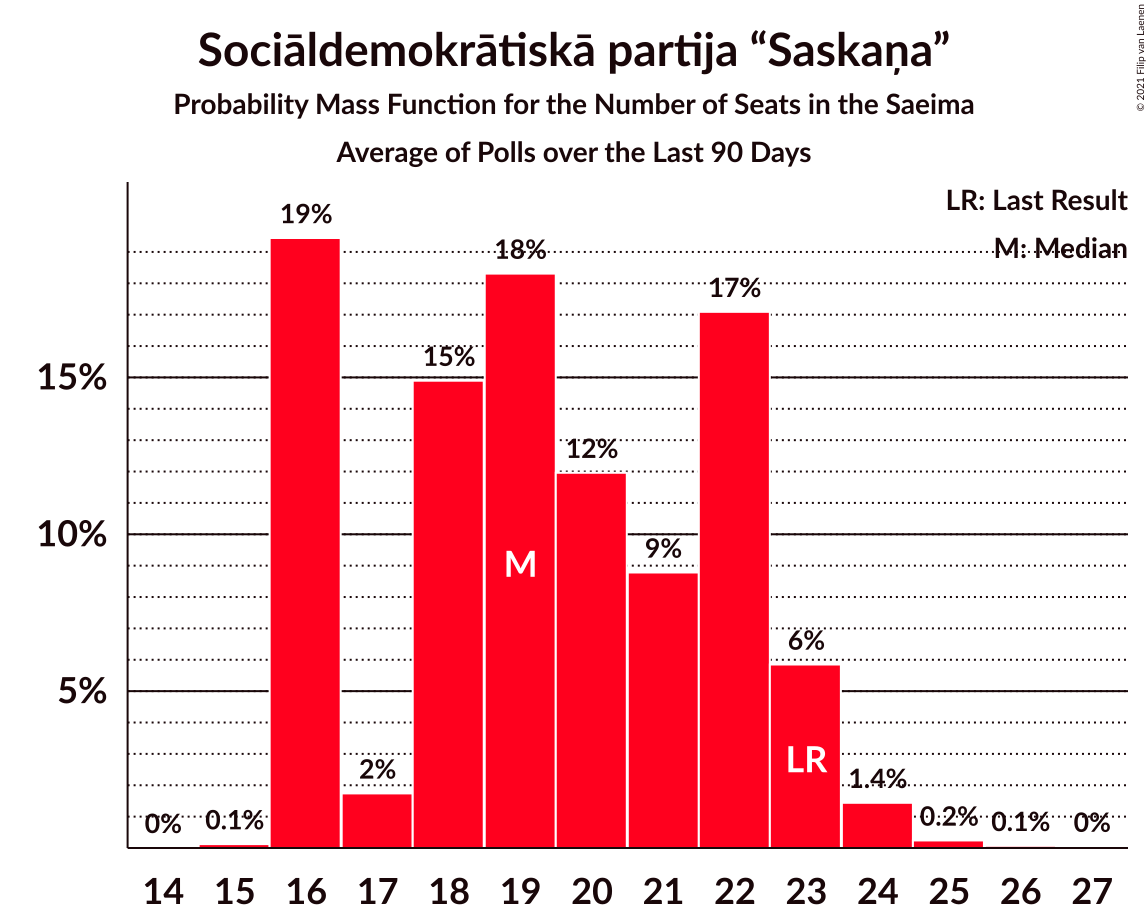 Sociāldemokrātiskā partija “Saskaņa”
Probability Mass Function for the Number of Seats in the Saeima
Average of Polls over the Last 90 Days
© 2021 Filip van Laenen
LR: Last Result
M: Median
19%
18%
17%
15%
15%
12%
10%
9%
M
6%
5%
LR
2%
1.4%
0%
0.1%
0.2%
0.1%
0%
14 15 16 17 18 19 20 21 22 23 24 25 26 27